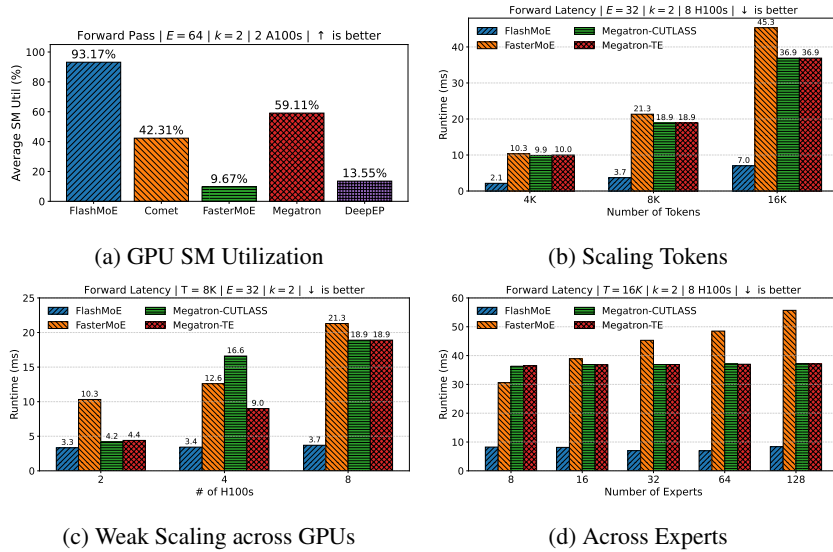 Forward Pass | E = 64 | k = 2 | 2 A100s | ↑ is better
Average SM Util (%)
100
80
60
40
20
0
93.17%
42.31%
9.67%
59.11%
13.55%
FlashMoE
Comet
FasterMoE
Megatron
DeepEP
(a) GPU SM Utilization
Forward Latency | E = 32 | k = 2 | 8 H100s | ↓ is better
FlashMoE
FasterMoE
Megatron-CUTLASS
Megatron-TE
Runtime (ms)
40
30
20
10
0
2.1
10.3
9.9
10.0
3.7
21.3
18.9
18.9
7.0
45.3
36.9
36.9
4K
8K
16K
Number of Tokens
(b) Scaling Tokens
Forward Latency | T = 8K | E = 32 | k = 2 | ↓ is better
FlashMoE
FasterMoE
Megatron-CUTLASS
Megatron-TE
Runtime (ms)
25
20
15
10
5
0
3.3
10.3
4.2
4.4
3.4
12.6
16.6
9.0
3.7
21.3
18.9
18.9
2
4
8
# of H100s
(c) Weak Scaling across GPUs
Forward Latency | T = 16K | k = 2 | 8 H100s | ↓ is better
FlashMoE
FasterMoE
Megatron-CUTLASS
Megatron-TE
Runtime (ms)
60
50
40
30
20
10
0
8
16
32
64
128
Number of Experts
(d) Across Experts